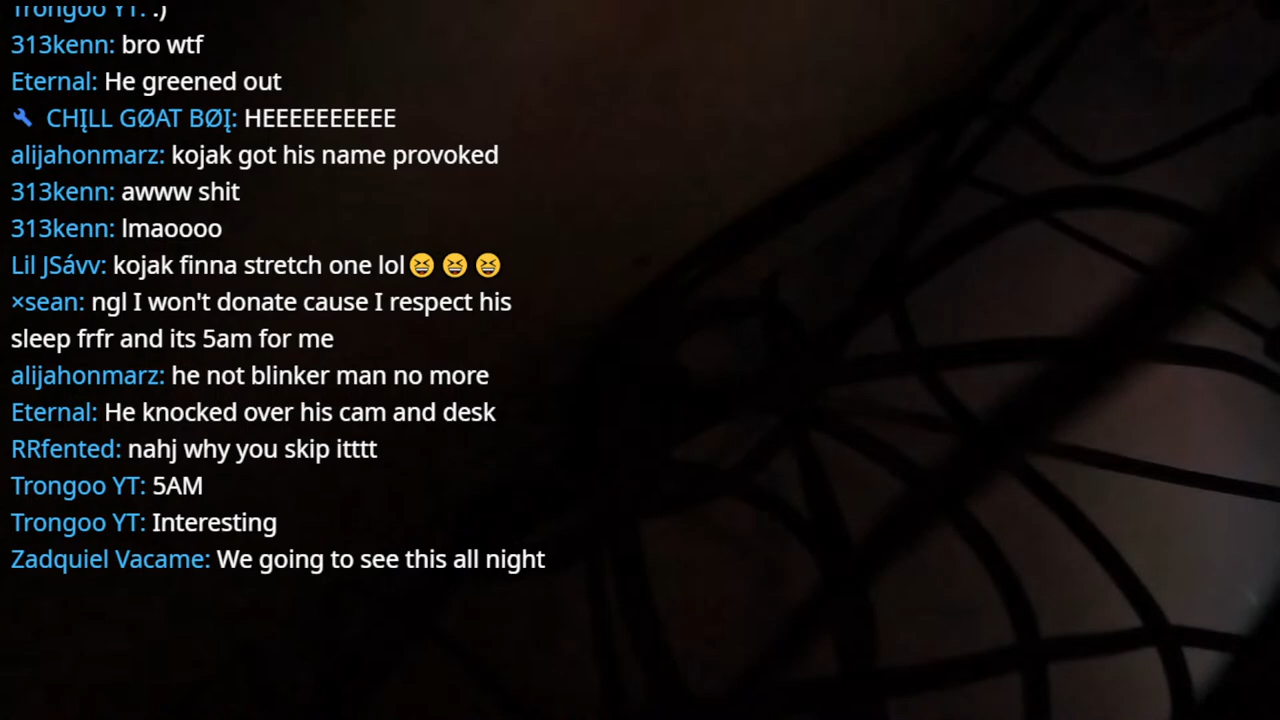 Trongoo YT: :)
313kenn: bro wtf
Eternal: He greened out
CHĮLL GØAT BØĮ: HEEEEEEEEEE
alijahonmarz: kojak got his name provoked
313kenn: awww shit
313kenn: lmaoooo
Lil JSávv: kojak finna stretch one lol😆 😆 😆
×sean: ngl I won't donate cause I respect his
sleep frfr and its 5am for me
alijahonmarz: he not blinker man no more
Eternal: He knocked over his cam and desk
RRfented: nahj why you skip itttt
Trongoo YT: 5AM
Trongoo YT: Interesting
Zadquiel Vacame: We going to see this all night